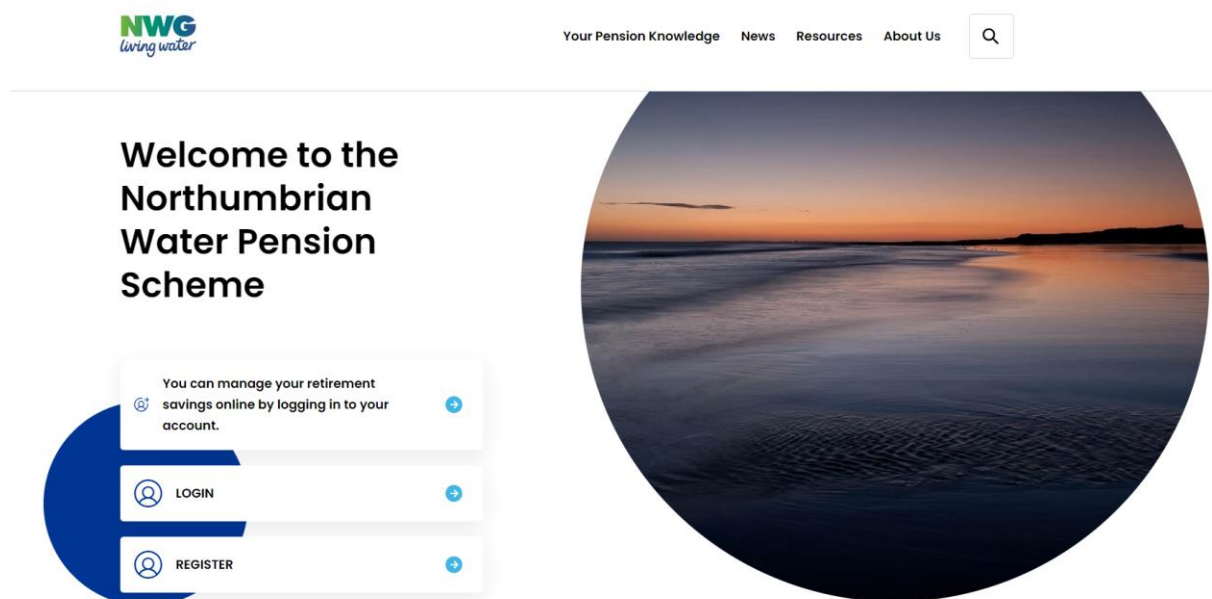 NWG
living water
Your Pension Knowledge News Resources About Us
Welcome to the
Northumbrian
Water Pension
Scheme
You can manage your retirement
savings online by logging in to your
account.
LOGIN
REGISTER